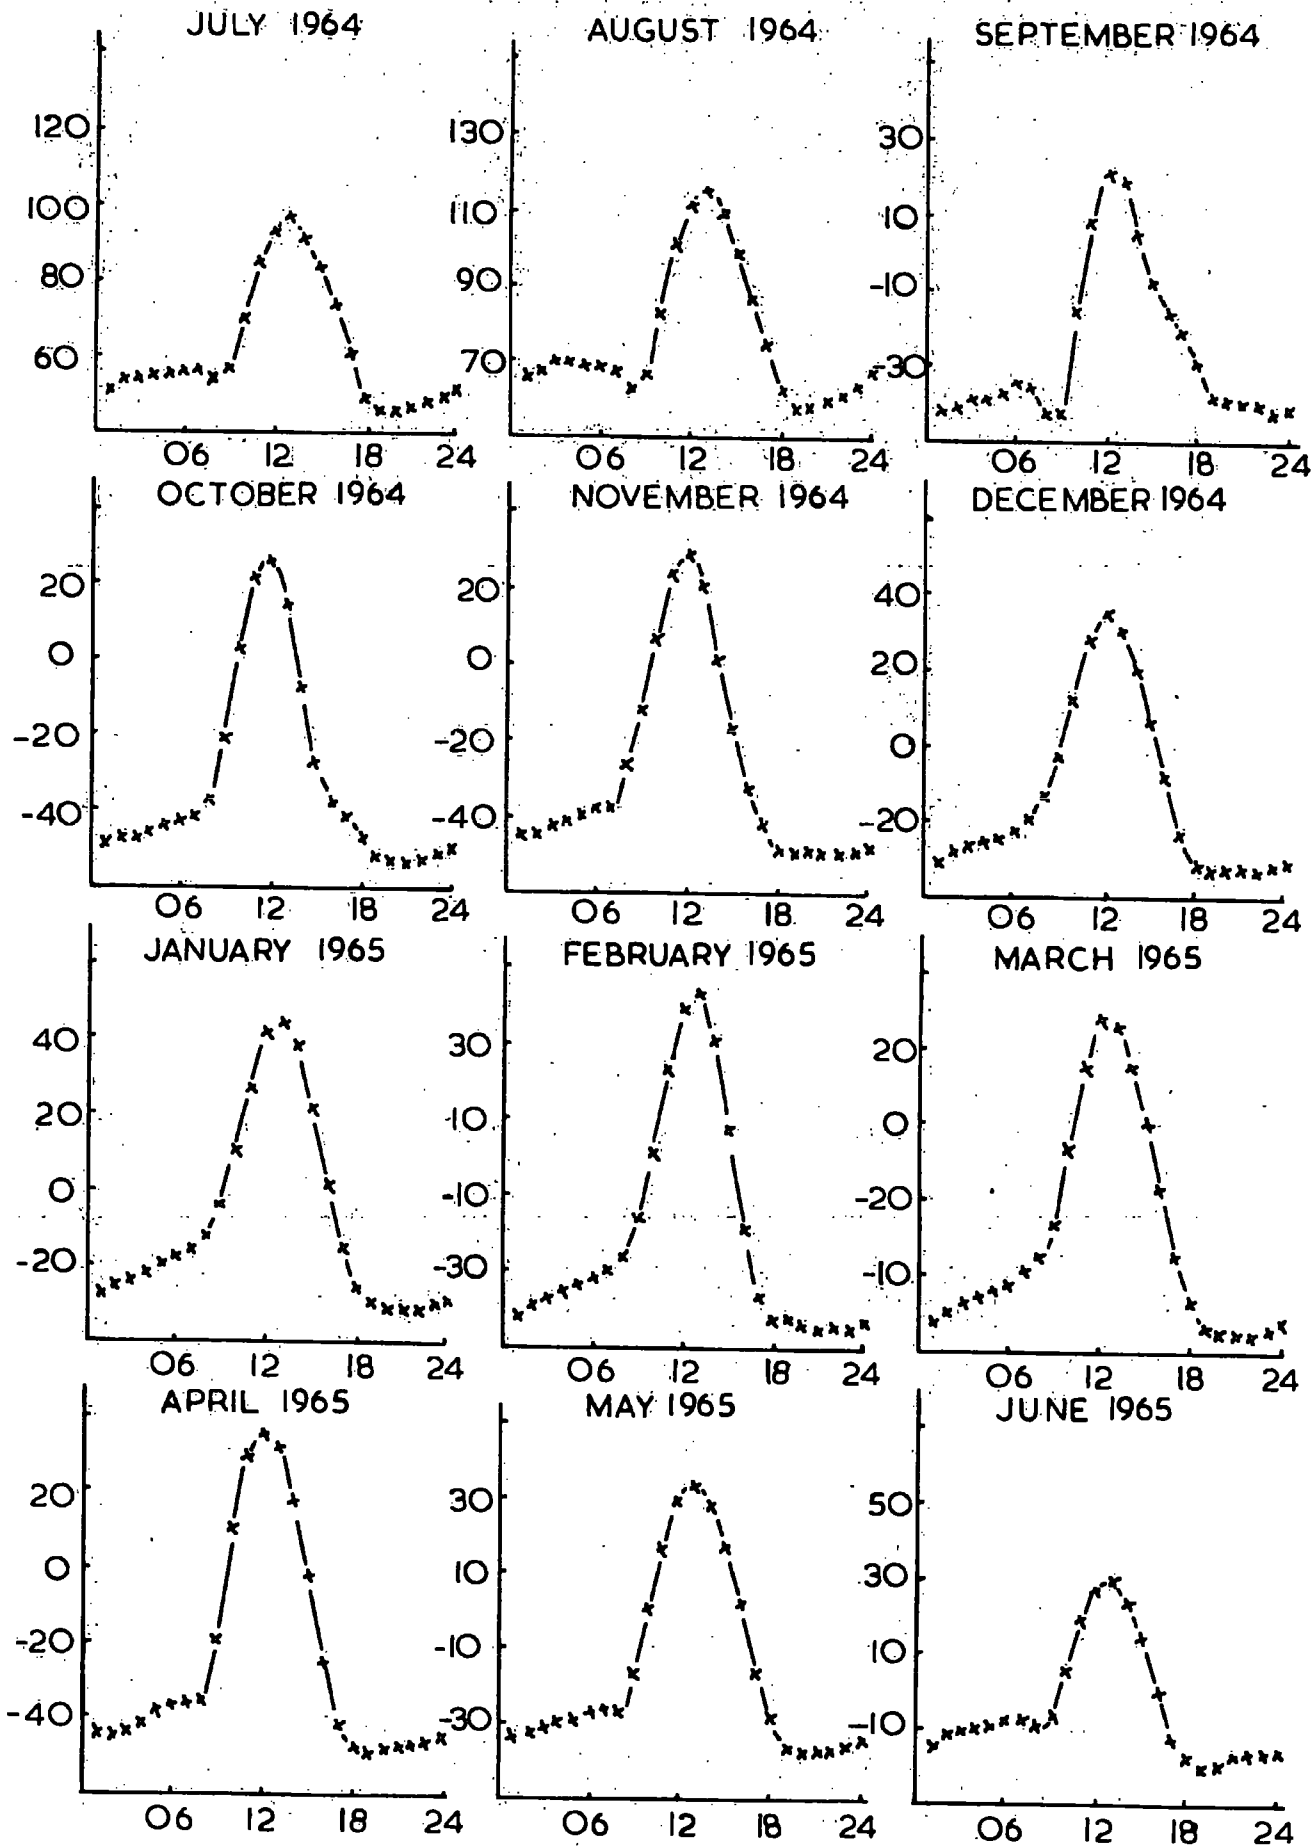 JULY 1964
120
100
80
60
06 12 18 24
AUGUST 1964
130
110
90
70
06 12 18 24
SEPTEMBER 1964
30
10
-10
-30
06 12 18 24
OCTOBER 1964
20
0
-20
-40
06 12 18 24
NOVEMBER 1964
20
0
-20
-40
06 12 18 24
DECEMBER 1964
40
20
0
-20
06 12 18 24
JANUARY 1965
40
20
0
-20
06 12 18 24
FEBRUARY 1965
30
10
-10
-30
06 12 18 24
MARCH 1965
20
0
-20
-10
06 12 18 24
APRIL 1965
20
0
-20
-40
06 12 18 24
MAY 1965
30
10
-10
-30
06 12 18 24
JUNE 1965
50
30
10
-10
06 12 18 24